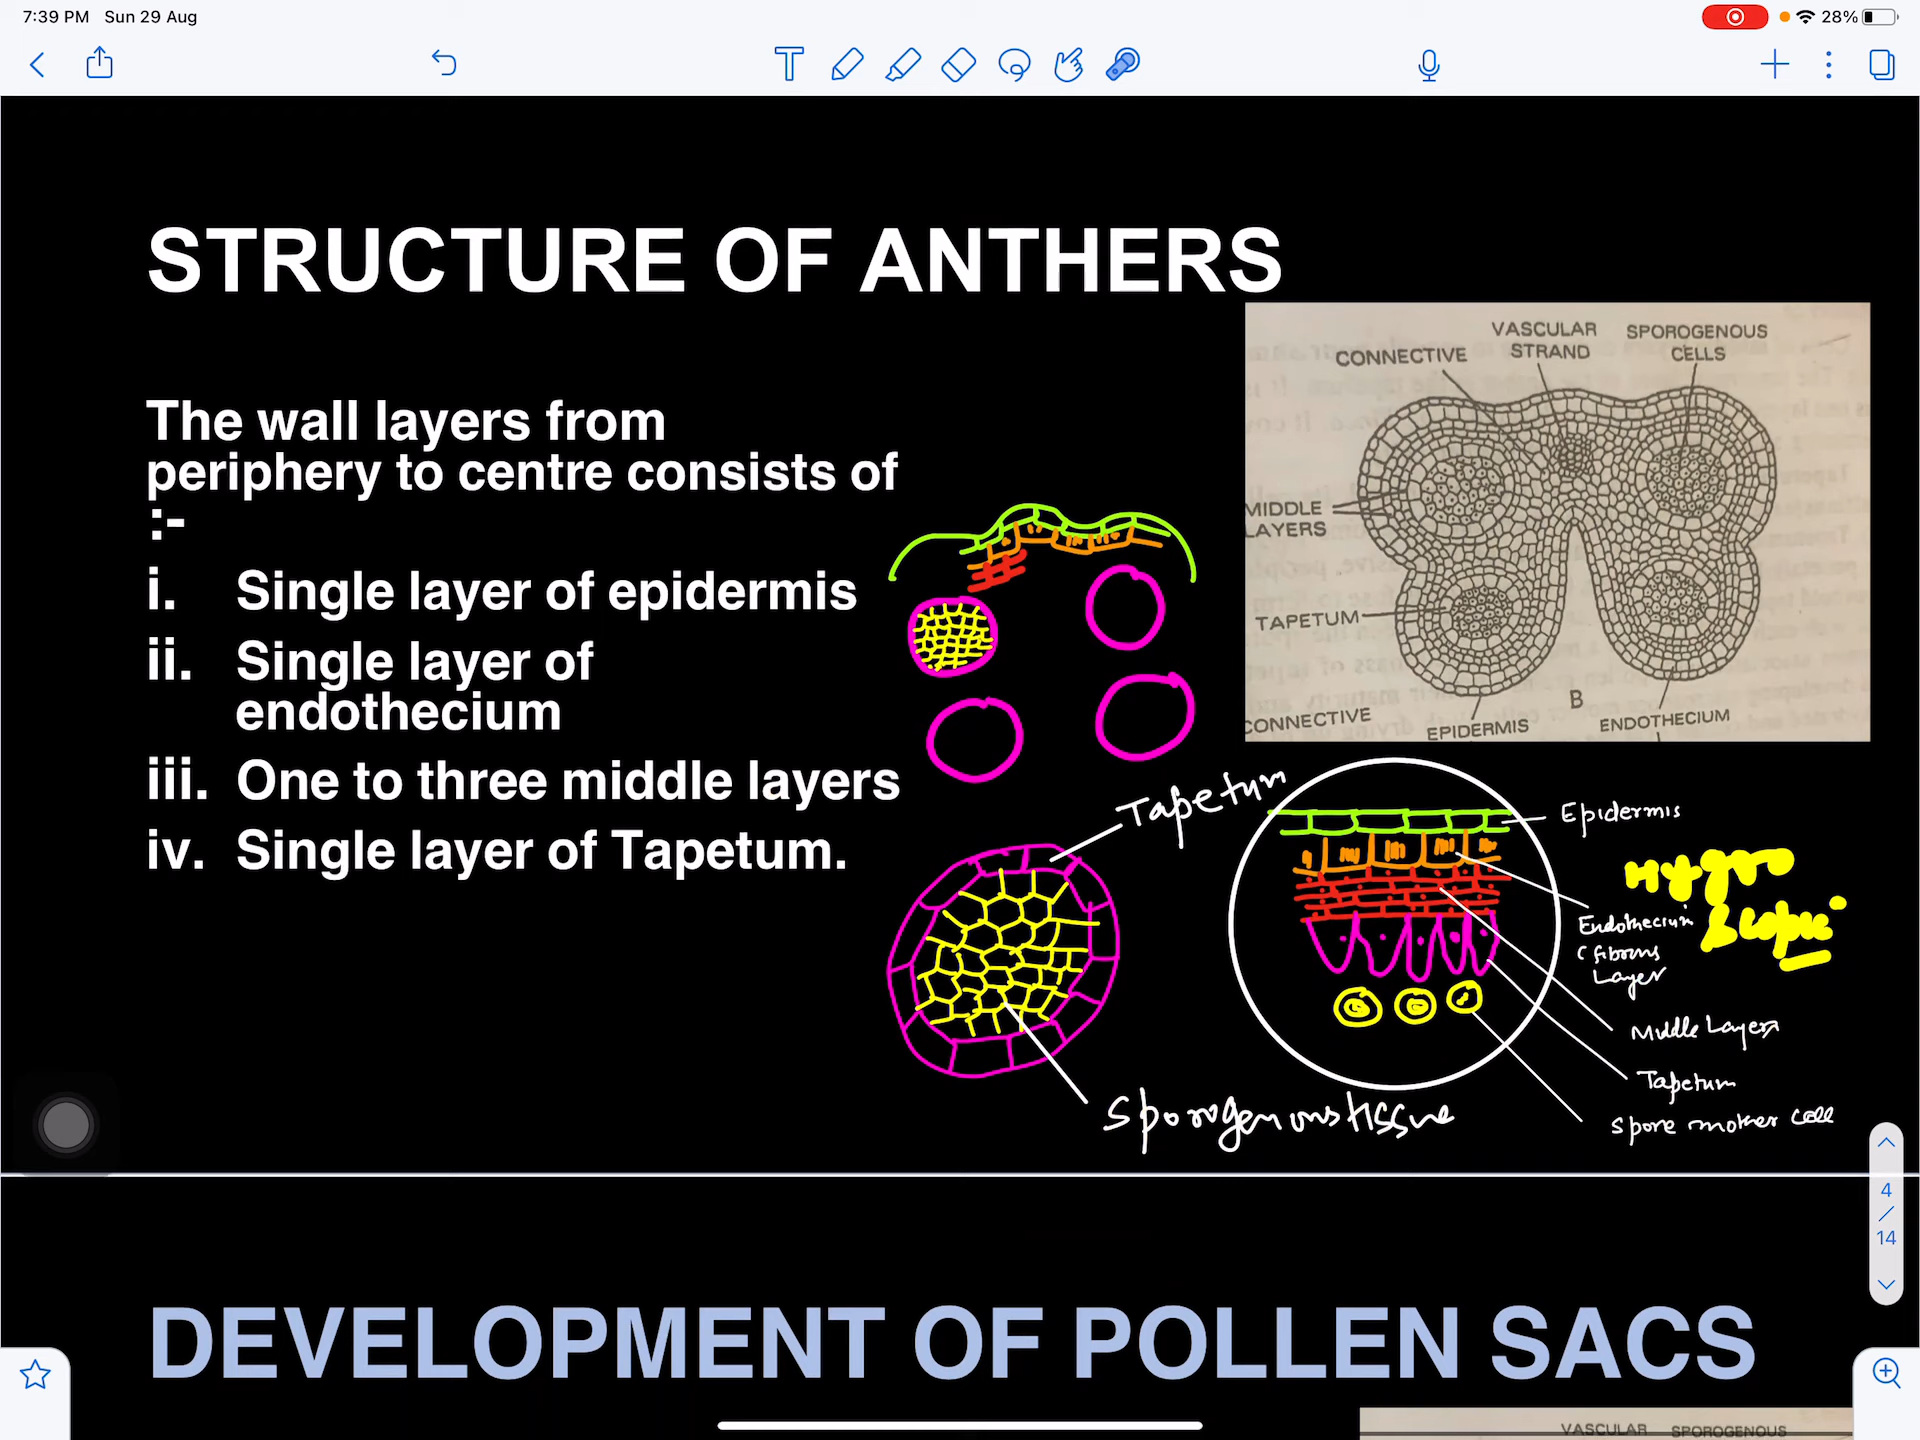 7:39 PM Sun 29 Aug
28%
STRUCTURE OF ANTHERS
The wall layers from
periphery to centre consists of
:-
i. Single layer of epidermis
ii. Single layer of
endothecium
iii. One to three middle layers
iv. Single layer of Tapetum.
VASCULAR
STRAND
SPOROGENOUS
CELLS
CONNECTIVE
MIDDLE
LAYERS
TAPETUM
CONNECTIVE
EPIDERMIS
B
ENDOTHECIUM
Tapetum
Sporogenous tissue
Epidermis
Hygro
Scopic
Endothecium
(fibrous
Layer
Middle Layers
Tapetum
Spore mother cell
4
/
14
DEVELOPMENT OF POLLEN SACS
VASCULAR SPOROGENOUS